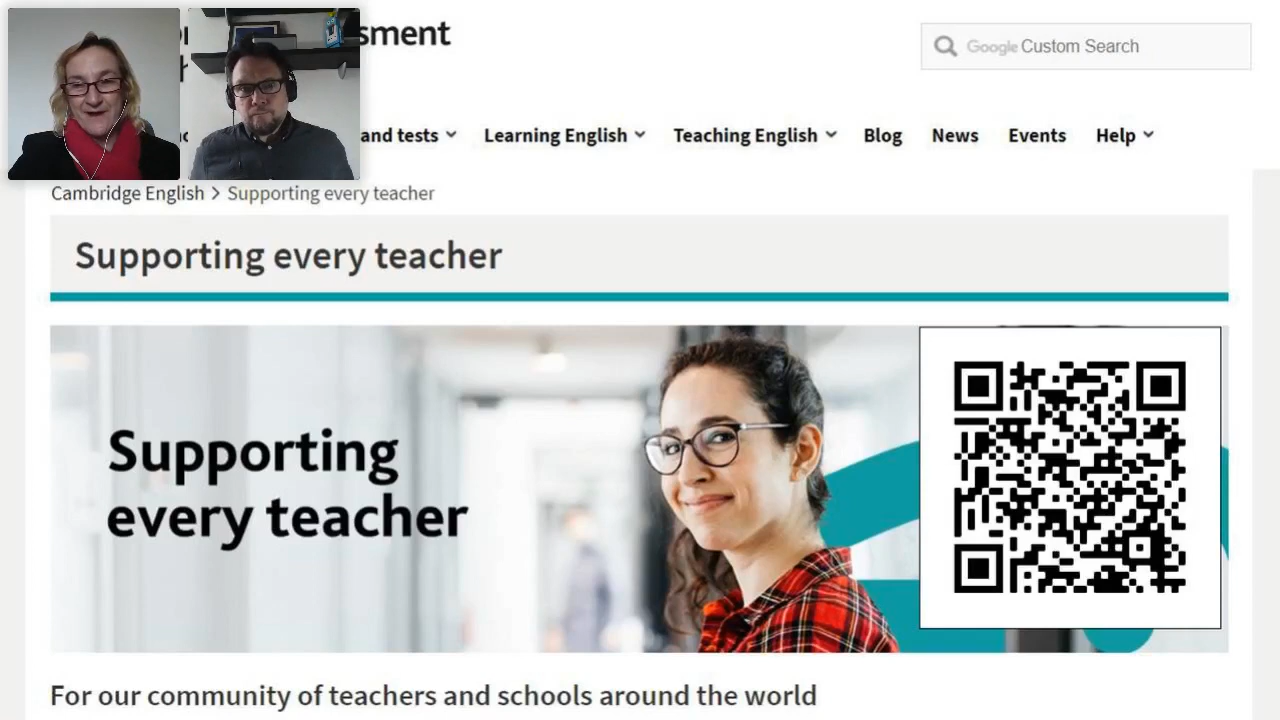 sment
Google Custom Search
and tests
Learning English
Teaching English
Blog
News
Events
Help
Cambridge English > Supporting every teacher
Supporting every teacher
Supporting
every teacher
For our community of teachers and schools around the world